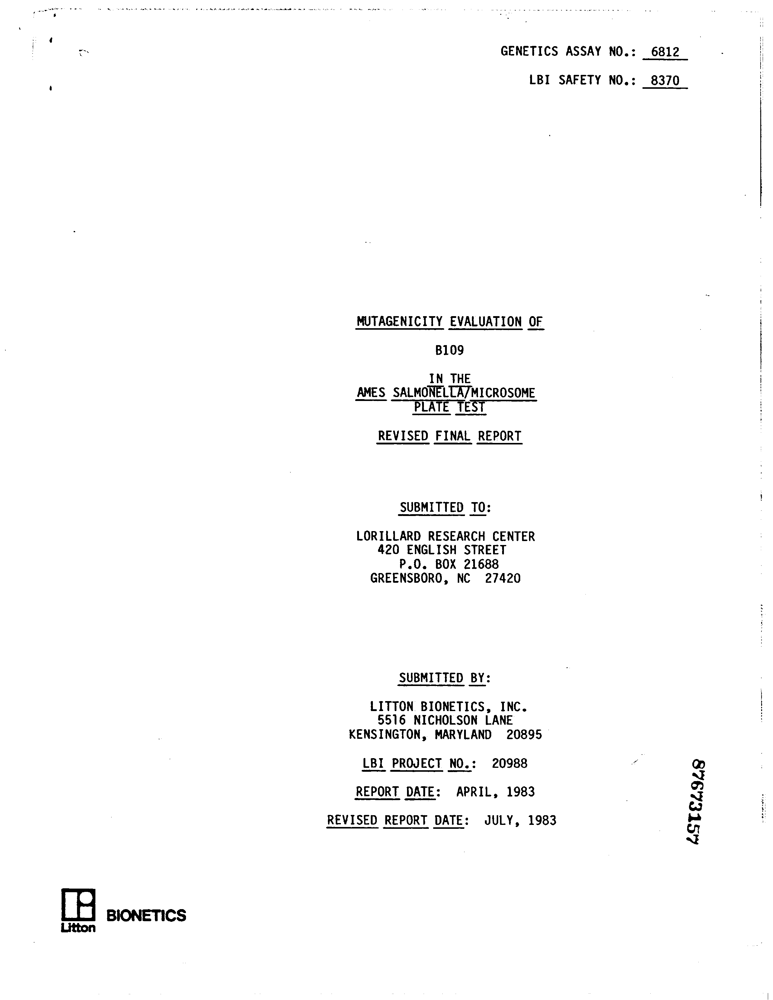 GENETICS ASSAY NO.: 6812
LBI SAFETY NO.: 8370
MUTAGENICITY EVALUATION OF
B109
IN THE
AMES SALMONELLA/MICROSOME
PLATE TEST
REVISED FINAL REPORT
SUBMITTED TO:
LORILLARD RESEARCH CENTER
420 ENGLISH STREET
P.O. BOX 21688
GREENSBORO, NC 27420
SUBMITTED BY:
LITTON BIONETICS, INC.
5516 NICHOLSON LANE
KENSINGTON, MARYLAND 20895
LBI PROJECT NO.: 20988
REPORT DATE: APRIL, 1983
REVISED REPORT DATE: JULY, 1983
87673157
BIONETICS
Litton